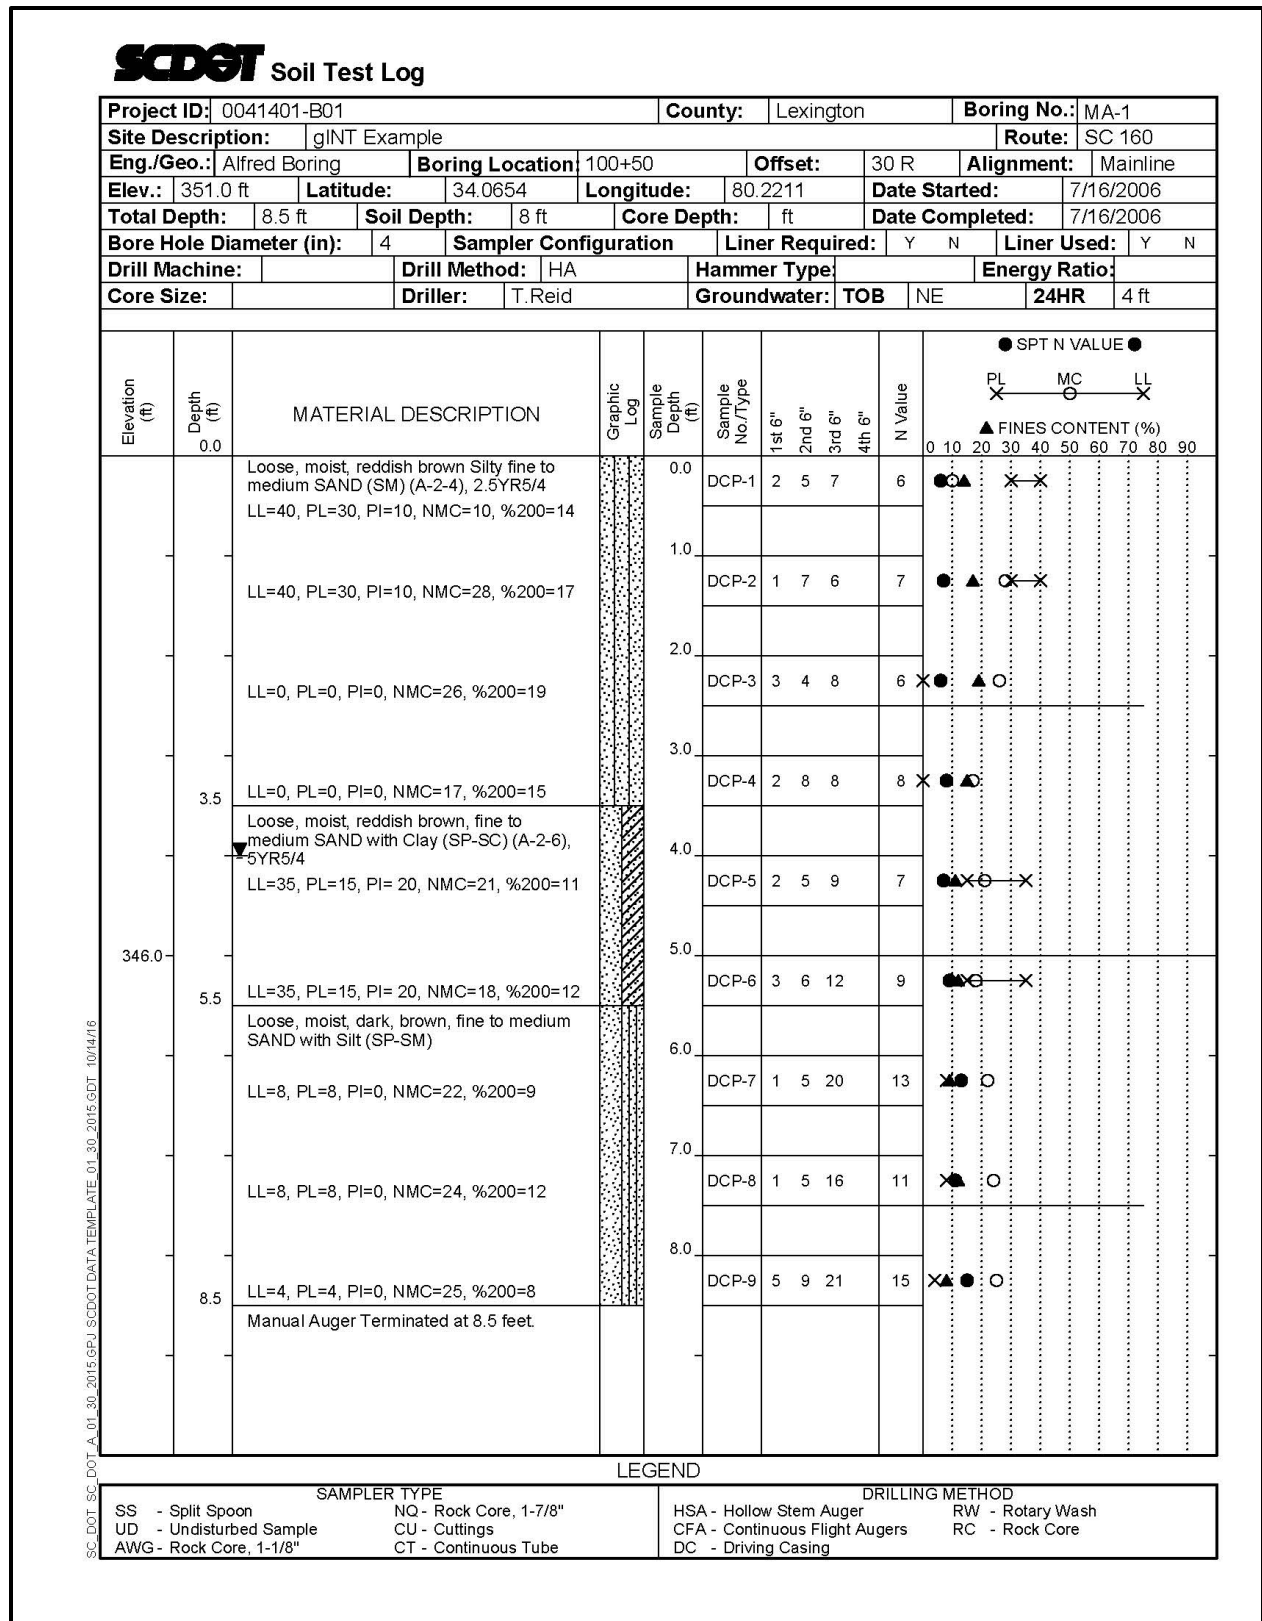 SCDOT Soil Test Log
Project ID: 0041401-B01 County: Lexington Boring No.: MA-1
Site Description: gINT Example Route: SC 160
Eng./Geo.: Alfred Boring Boring Location: 100+50 Offset: 30 R Alignment: Mainline
Elev.: 351.0 ft Latitude: 34.0654 Longitude: 80.2211 Date Started: 7/16/2006
Total Depth: 8.5 ft Soil Depth: 8 ft Core Depth: ft Date Completed: 7/16/2006
Bore Hole Diameter (in): 4 Sampler Configuration Liner Required: Y N Liner Used: Y N
Drill Machine: Drill Method: HA Hammer Type: Energy Ratio:
Core Size: Driller: T.Reid Groundwater: TOB NE 24HR 4 ft
Elevation (ft) Depth (ft) 0.0 MATERIAL DESCRIPTION Graphic Log Sample Depth (ft) Sample No./Type 1st 6" 2nd 6" 3rd 6" 4th 6" N Value
SPT N VALUE
PL MC LL
FINES CONTENT (%)
0 10 20 30 40 50 60 70 80 90
Loose, moist, reddish brown Silty fine to
medium SAND (SM) (A-2-4), 2.5YR5/4
0.0
DCP-1 2 5 7 6
LL=40, PL=30, PI=10, NMC=10, %200=14
1.0
DCP-2 1 7 6 7
LL=40, PL=30, PI=10, NMC=28, %200=17
2.0
DCP-3 3 4 8 6
LL=0, PL=0, PI=0, NMC=26, %200=19
3.0
DCP-4 2 8 8 8
3.5 LL=0, PL=0, PI=0, NMC=17, %200=15
Loose, moist, reddish brown, fine to
medium SAND with Clay (SP-SC) (A-2-6),
5YR5/4
4.0
LL=35, PL=15, PI= 20, NMC=21, %200=11 DCP-5 2 5 9 7
346.0 5.0
DCP-6 3 6 12 9
5.5 LL=35, PL=15, PI= 20, NMC=18, %200=12
Loose, moist, dark, brown, fine to medium
SAND with Silt (SP-SM)
6.0
DCP-7 1 5 20 13
LL=8, PL=8, PI=0, NMC=22, %200=9
7.0
DCP-8 1 5 16 11
LL=8, PL=8, PI=0, NMC=24, %200=12
8.0
DCP-9 5 9 21 15
8.5 LL=4, PL=4, PI=0, NMC=25, %200=8
Manual Auger Terminated at 8.5 feet.
SC_DOT SC_DOT_A_01_30_2015.GPJ SCDOT DATA TEMPLATE_01_30_2015.GDT 10/14/16
LEGEND
SAMPLER TYPE DRILLING METHOD
SS - Split Spoon NQ - Rock Core, 1-7/8" HSA - Hollow Stem Auger RW - Rotary Wash
UD - Undisturbed Sample CU - Cuttings CFA - Continuous Flight Augers RC - Rock Core
AWG - Rock Core, 1-1/8" CT - Continuous Tube DC - Driving Casing